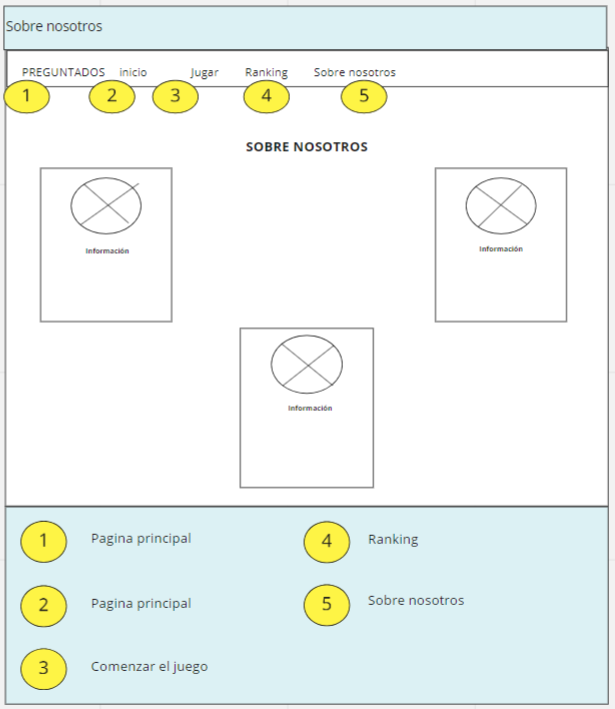 Sobre nosotros
PREGUNTADOS inicio Jugar Ranking Sobre nosotros
1 2 3 4 5
SOBRE NOSOTROS
Información
Información
Información
1 Pagina principal
4 Ranking
2 Pagina principal
5 Sobre nosotros
3 Comenzar el juego